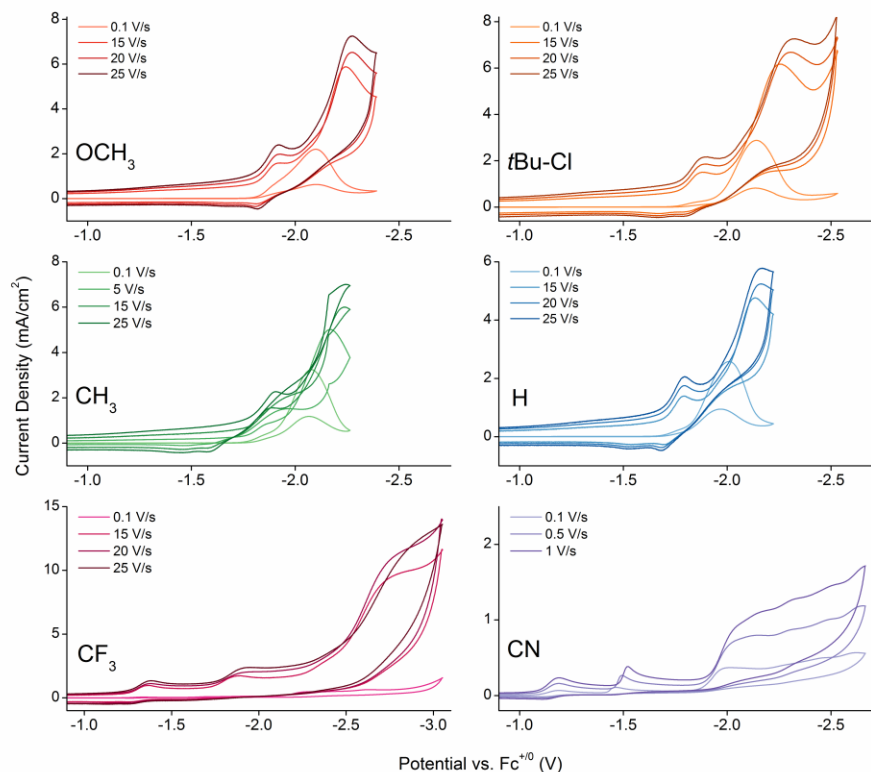 0.1 V/s
15 V/s
20 V/s
25 V/s
OCH₃
8
6
4
2
0
-1.0 -1.5 -2.0 -2.5
0.1 V/s
15 V/s
20 V/s
25 V/s
tBu-Cl
8
6
4
2
0
-1.0 -1.5 -2.0 -2.5
0.1 V/s
5 V/s
15 V/s
25 V/s
CH₃
8
6
4
2
0
-1.0 -1.5 -2.0 -2.5
0.1 V/s
15 V/s
20 V/s
25 V/s
H
6
4
2
0
-1.0 -1.5 -2.0 -2.5
0.1 V/s
15 V/s
20 V/s
25 V/s
CF₃
15
10
5
0
-1.0 -1.5 -2.0 -2.5 -3.0
0.1 V/s
0.5 V/s
1 V/s
CN
2
1
0
-1.0 -1.5 -2.0 -2.5
Current Density (mA/cm²)
Potential vs. Fc⁺/⁰ (V)